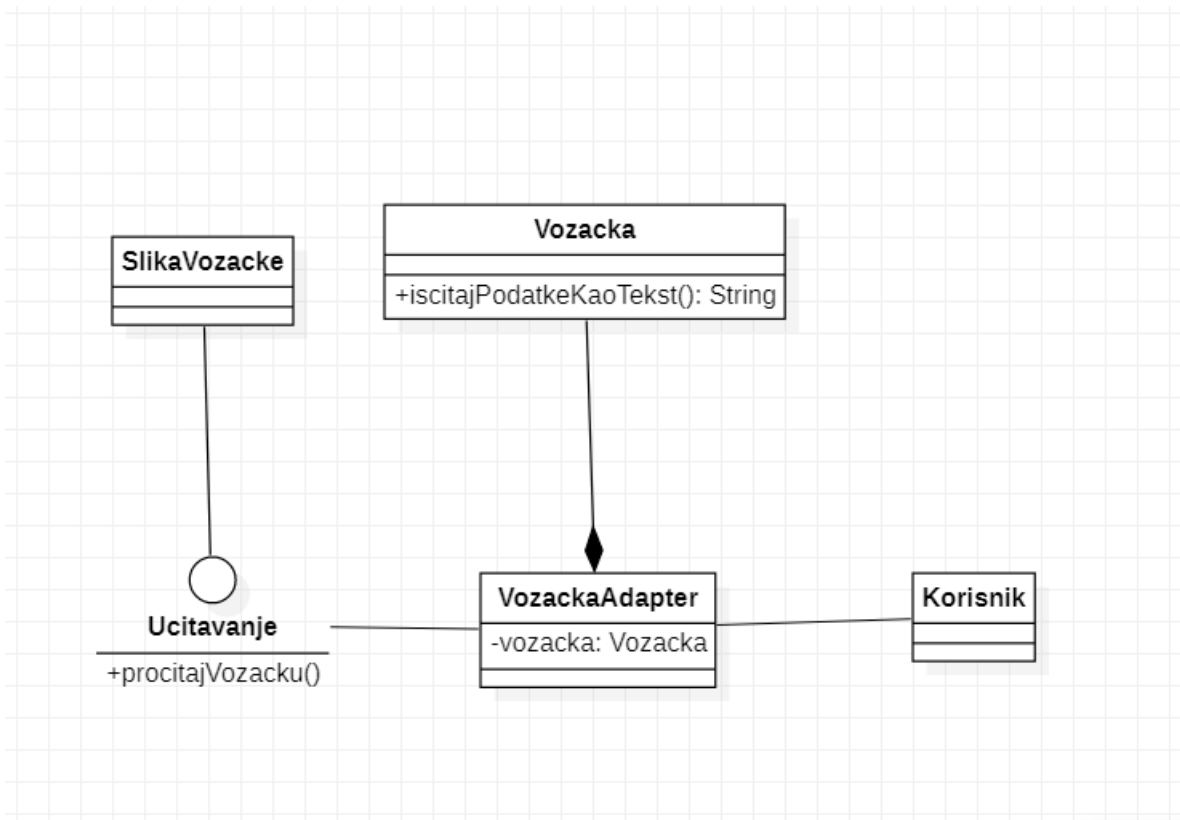 SlikaVozacke
Vozacka
+iscitajPodatkeKaoTekst(): String
Ucitavanje
+procitajVozacku()
VozackaAdapter
-vozacka: Vozacka
Korisnik